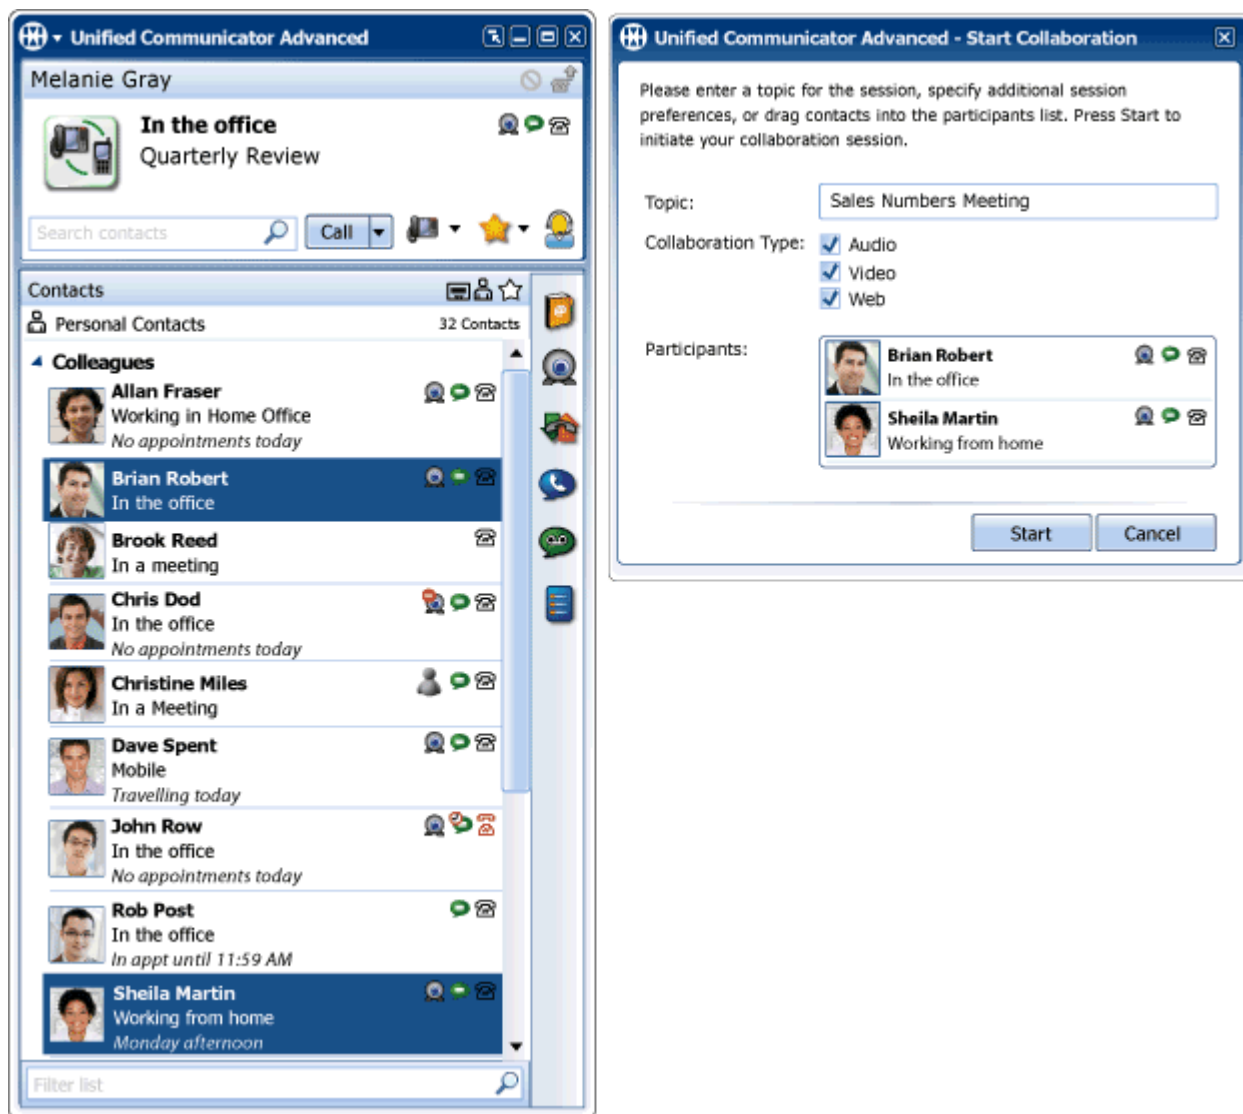 Unified Communicator Advanced
Melanie Gray
In the office
Quarterly Review
Search contacts
Call
Contacts
Personal Contacts
32 Contacts
Colleagues
Allan Fraser
Working in Home Office
No appointments today
Brian Robert
In the office
Brook Reed
In a meeting
Chris Dod
In the office
No appointments today
Christine Miles
In a Meeting
Dave Spent
Mobile
Travelling today
John Row
In the office
No appointments today
Rob Post
In the office
In appt until 11:59 AM
Sheila Martin
Working from home
Monday afternoon
Filter list
Unified Communicator Advanced - Start Collaboration
Please enter a topic for the session, specify additional session
preferences, or drag contacts into the participants list. Press Start to
initiate your collaboration session.
Topic:
Sales Numbers Meeting
Collaboration Type:
Audio
Video
Web
Participants:
Brian Robert
In the office
Sheila Martin
Working from home
Start
Cancel